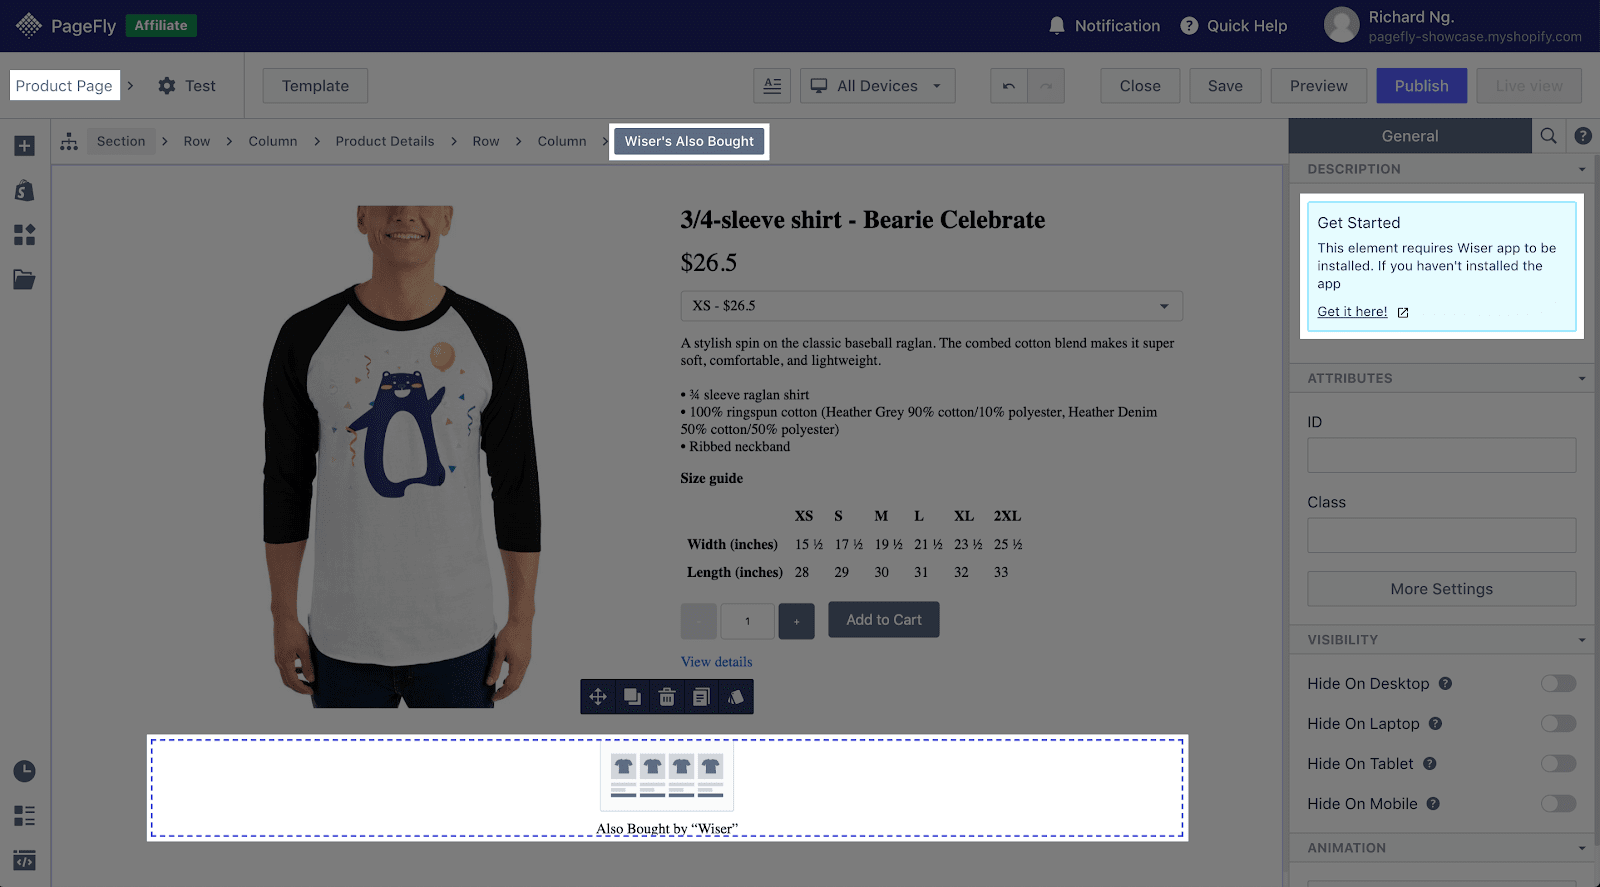 PageFly Affiliate Notification Quick Help Richard Ng.
pagefly-showcase.myshopify.com
Product Page Test Template All Devices Close Save Preview Publish Live view
Section Row Column Product Details Row Column Wiser's Also Bought
General
DESCRIPTION
Get Started
This element requires Wiser app to be
installed. If you haven't installed the
app
Get it here!
ATTRIBUTES
ID
Class
More Settings
VISIBILITY
Hide On Desktop
Hide On Laptop
Hide On Tablet
Hide On Mobile
ANIMATION
3/4-sleeve shirt - Bearie Celebrate
$26.5
XS - $26.5
A stylish spin on the classic baseball raglan. The combed cotton blend makes it super
soft, comfortable, and lightweight.
• ¾ sleeve raglan shirt
• 100% ringspun cotton (Heather Grey 90% cotton/10% polyester, Heather Denim
50% cotton/50% polyester)
• Ribbed neckband
Size guide
XS S M L XL 2XL
Width (inches) 15 ½ 17 ½ 19 ½ 21 ½ 23 ½ 25 ½
Length (inches) 28 29 30 31 32 33
- 1 + Add to Cart
View details
Also Bought by “Wiser”